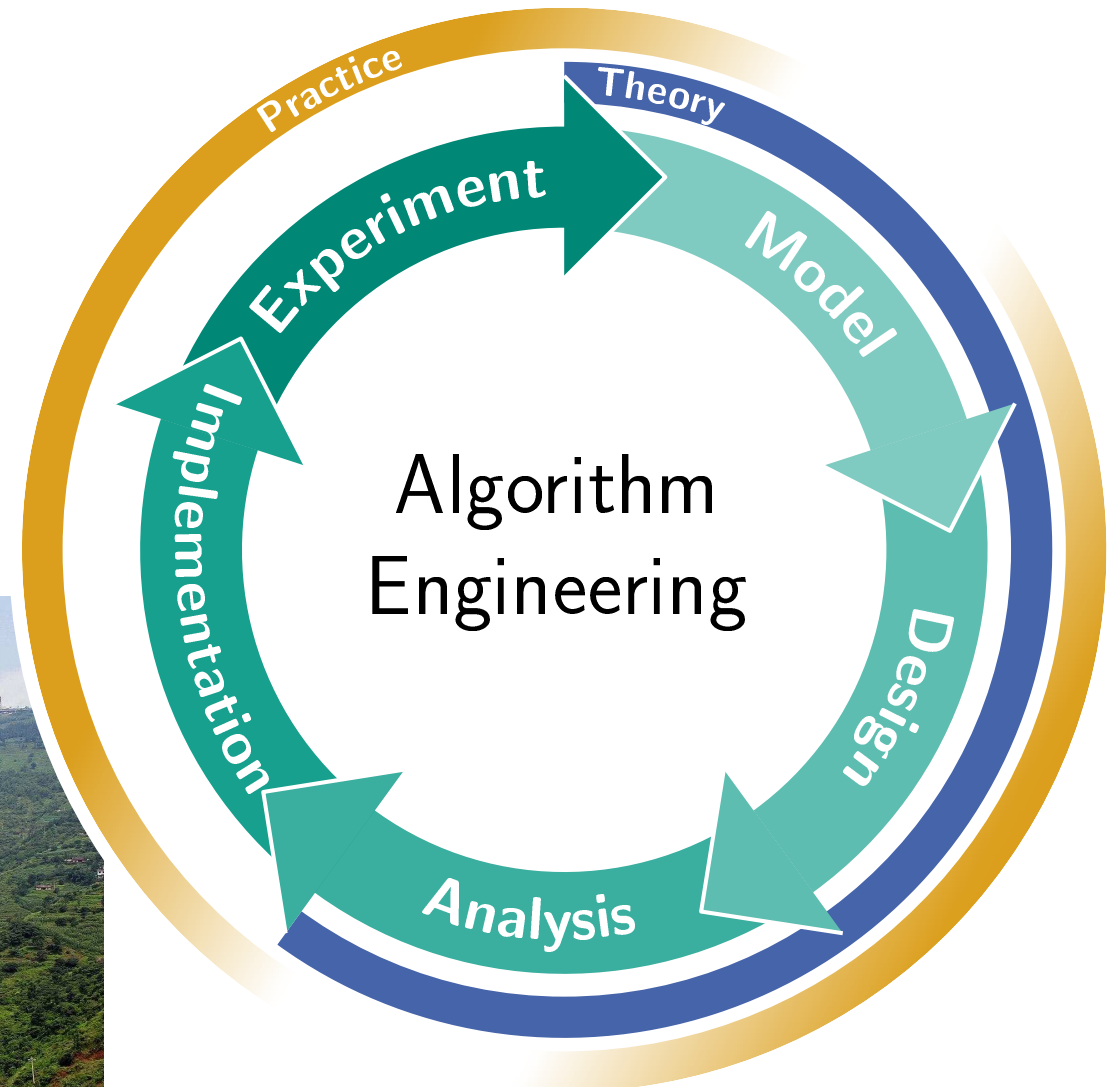 Practice
Theory
Experiment
Model
Implementation
Algorithm
Engineering
Design
Analysis